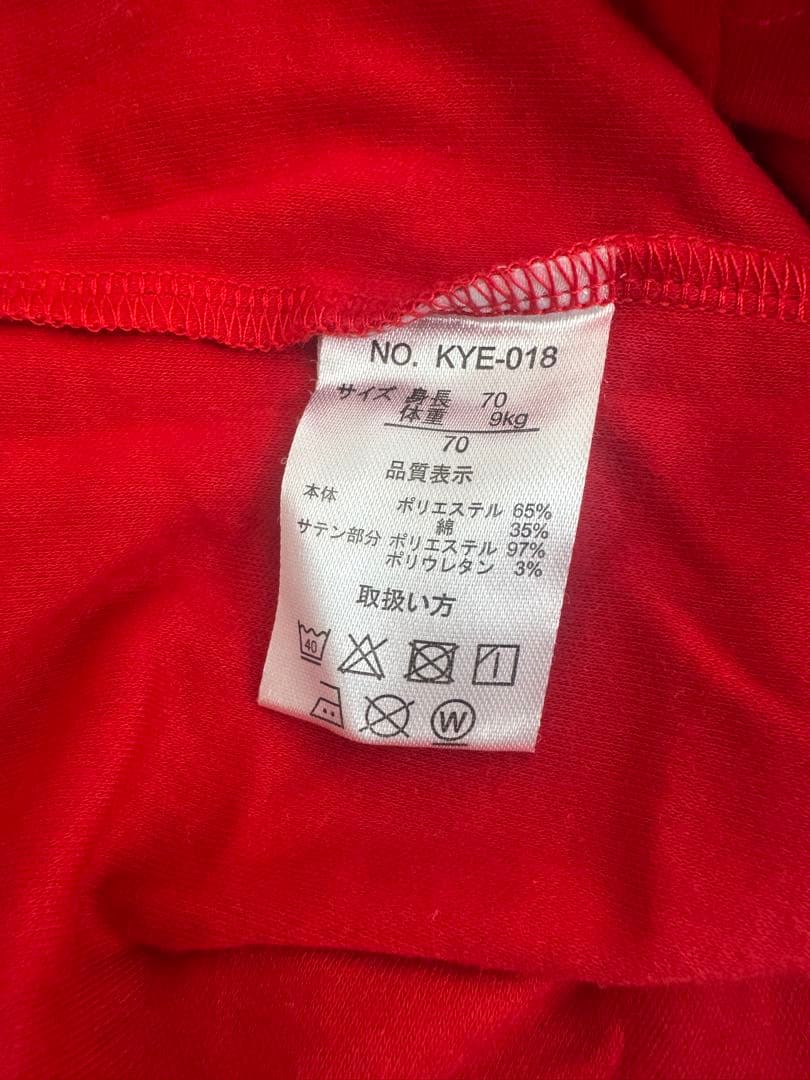 NO. KYE-018
サイズ 身長 70
体重 9kg
70
品質表示
本体 ポリエステル 65%
綿 35%
サテン部分 ポリエステル 97%
ポリウレタン 3%
取扱い方
40
W